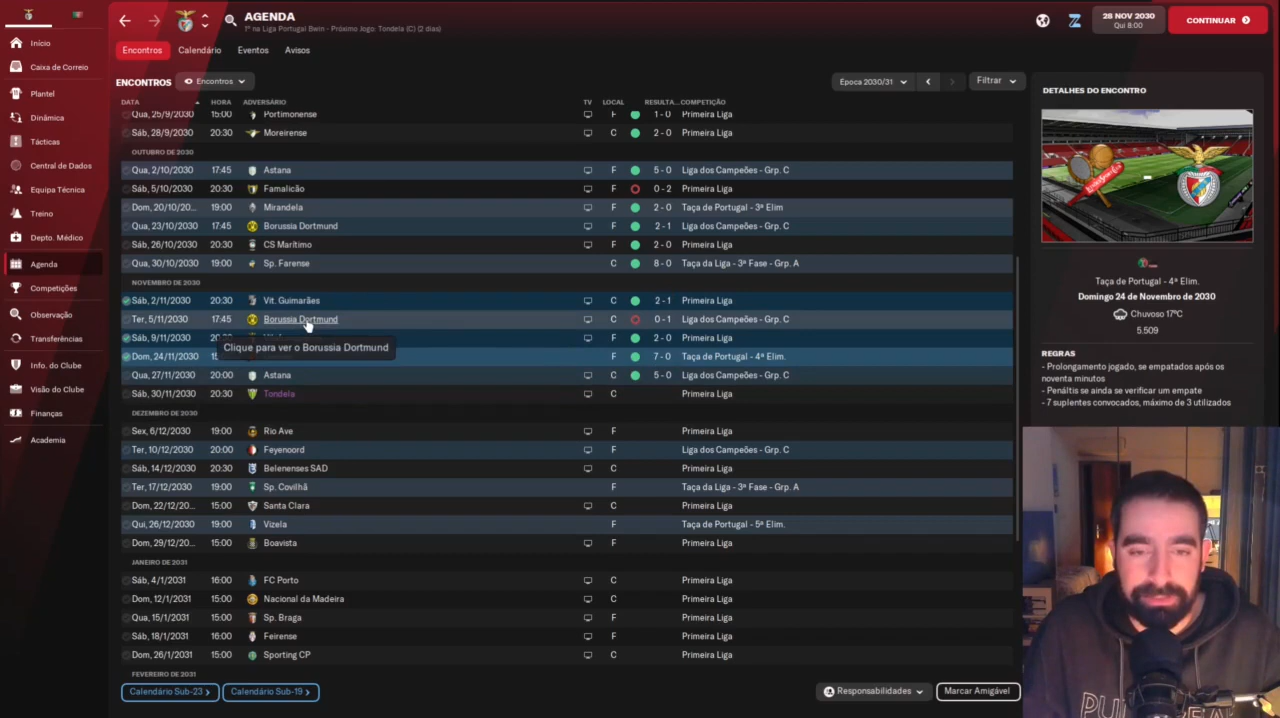 AGENDA
1º na Liga Portugal Bwin - Próximo Jogo: Tondela (C) (2 dias)
28 NOV 2030
Qui 8:00
CONTINUAR
Início
Caixa de Correio
Plantel
Dinâmica
Tácticas
Central de Dados
Equipa Técnica
Treino
Depto. Médico
Agenda
Competições
Observação
Transferências
Info. do Clube
Visão do Clube
Finanças
Academia
Encontros Calendário Eventos Avisos
ENCONTROS Encontros Época 2030/31 Filtrar
DATA HORA ADVERSÁRIO TV LOCAL RESULTA... COMPETIÇÃO
Qua, 25/9/2030 15:00 Portimonense F 1 - 0 Primeira Liga
Sáb, 28/9/2030 20:30 Moreirense C 2 - 0 Primeira Liga
OUTUBRO DE 2030
Qua, 2/10/2030 17:45 Astana F 5 - 0 Liga dos Campeões - Grp. C
Sáb, 5/10/2030 20:30 Famalicão F 0 - 2 Primeira Liga
Dom, 20/10/20... 19:00 Mirandela F 2 - 0 Taça de Portugal - 3ª Elim
Qua, 23/10/2030 17:45 Borussia Dortmund F 2 - 1 Liga dos Campeões - Grp. C
Sáb, 26/10/2030 20:30 CS Marítimo F 2 - 0 Primeira Liga
Qua, 30/10/2030 19:00 Sp. Farense C 8 - 0 Taça da Liga - 3ª Fase - Grp. A
NOVEMBRO DE 2030
Sáb, 2/11/2030 20:30 Vit. Guimarães C 2 - 1 Primeira Liga
Ter, 5/11/2030 17:45 Borussia Dortmund C 0 - 1 Liga dos Campeões - Grp. C
Sáb, 9/11/2030 F 2 - 0 Primeira Liga
Clique para ver o Borussia Dortmund
Dom, 24/11/2030 F 7 - 0 Taça de Portugal - 4ª Elim.
Qua, 27/11/2030 20:00 Astana C 5 - 0 Liga dos Campeões - Grp. C
Sáb, 30/11/2030 20:30 Tondela C Primeira Liga
DEZEMBRO DE 2030
Sex, 6/12/2030 19:00 Rio Ave F Primeira Liga
Ter, 10/12/2030 20:00 Feyenoord F Liga dos Campeões - Grp. C
Sáb, 14/12/2030 20:30 Belenenses SAD C Primeira Liga
Ter, 17/12/2030 19:00 Sp. Covilhã F Taça da Liga - 3ª Fase - Grp. A
Dom, 22/12/20... 15:00 Santa Clara C Primeira Liga
Qui, 26/12/2030 19:00 Vizela F Taça de Portugal - 5ª Elim.
Dom, 29/12/20... 15:00 Boavista F Primeira Liga
JANEIRO DE 2031
Sáb, 4/1/2031 16:00 FC Porto C Primeira Liga
Dom, 12/1/2031 15:00 Nacional da Madeira C Primeira Liga
Qua, 15/1/2031 15:00 Sp. Braga F Primeira Liga
Sáb, 18/1/2031 16:00 Feirense C Primeira Liga
Dom, 26/1/2031 15:00 Sporting CP F Primeira Liga
FEVEREIRO DE 2031
Calendário Sub-23 Calendário Sub-19 Responsabilidades Marcar Amigável
DETALHES DO ENCONTRO
-
Taça de Portugal - 4ª Elim.
Domingo 24 de Novembro de 2030
Chuvoso 17ºC
5.509
REGRAS
- Prolongamento jogado, se empatados após os
noventa minutos
- Penáltis se ainda se verificar um empate
- 7 suplentes convocados, máximo de 3 utilizados